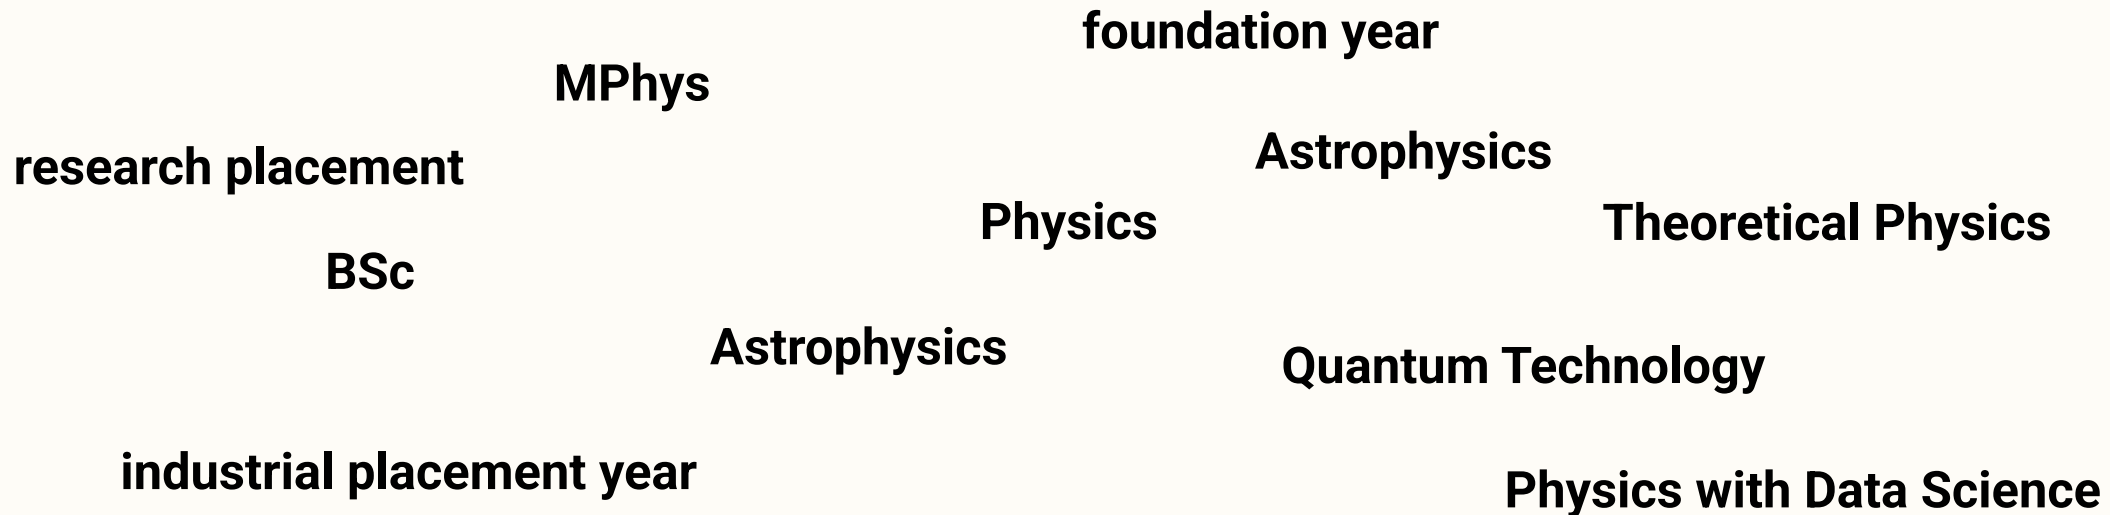 foundation year
MPhys
Astrophysics
research placement
Physics
Theoretical Physics
BSc
Astrophysics
Quantum Technology
industrial placement year
Physics with Data Science